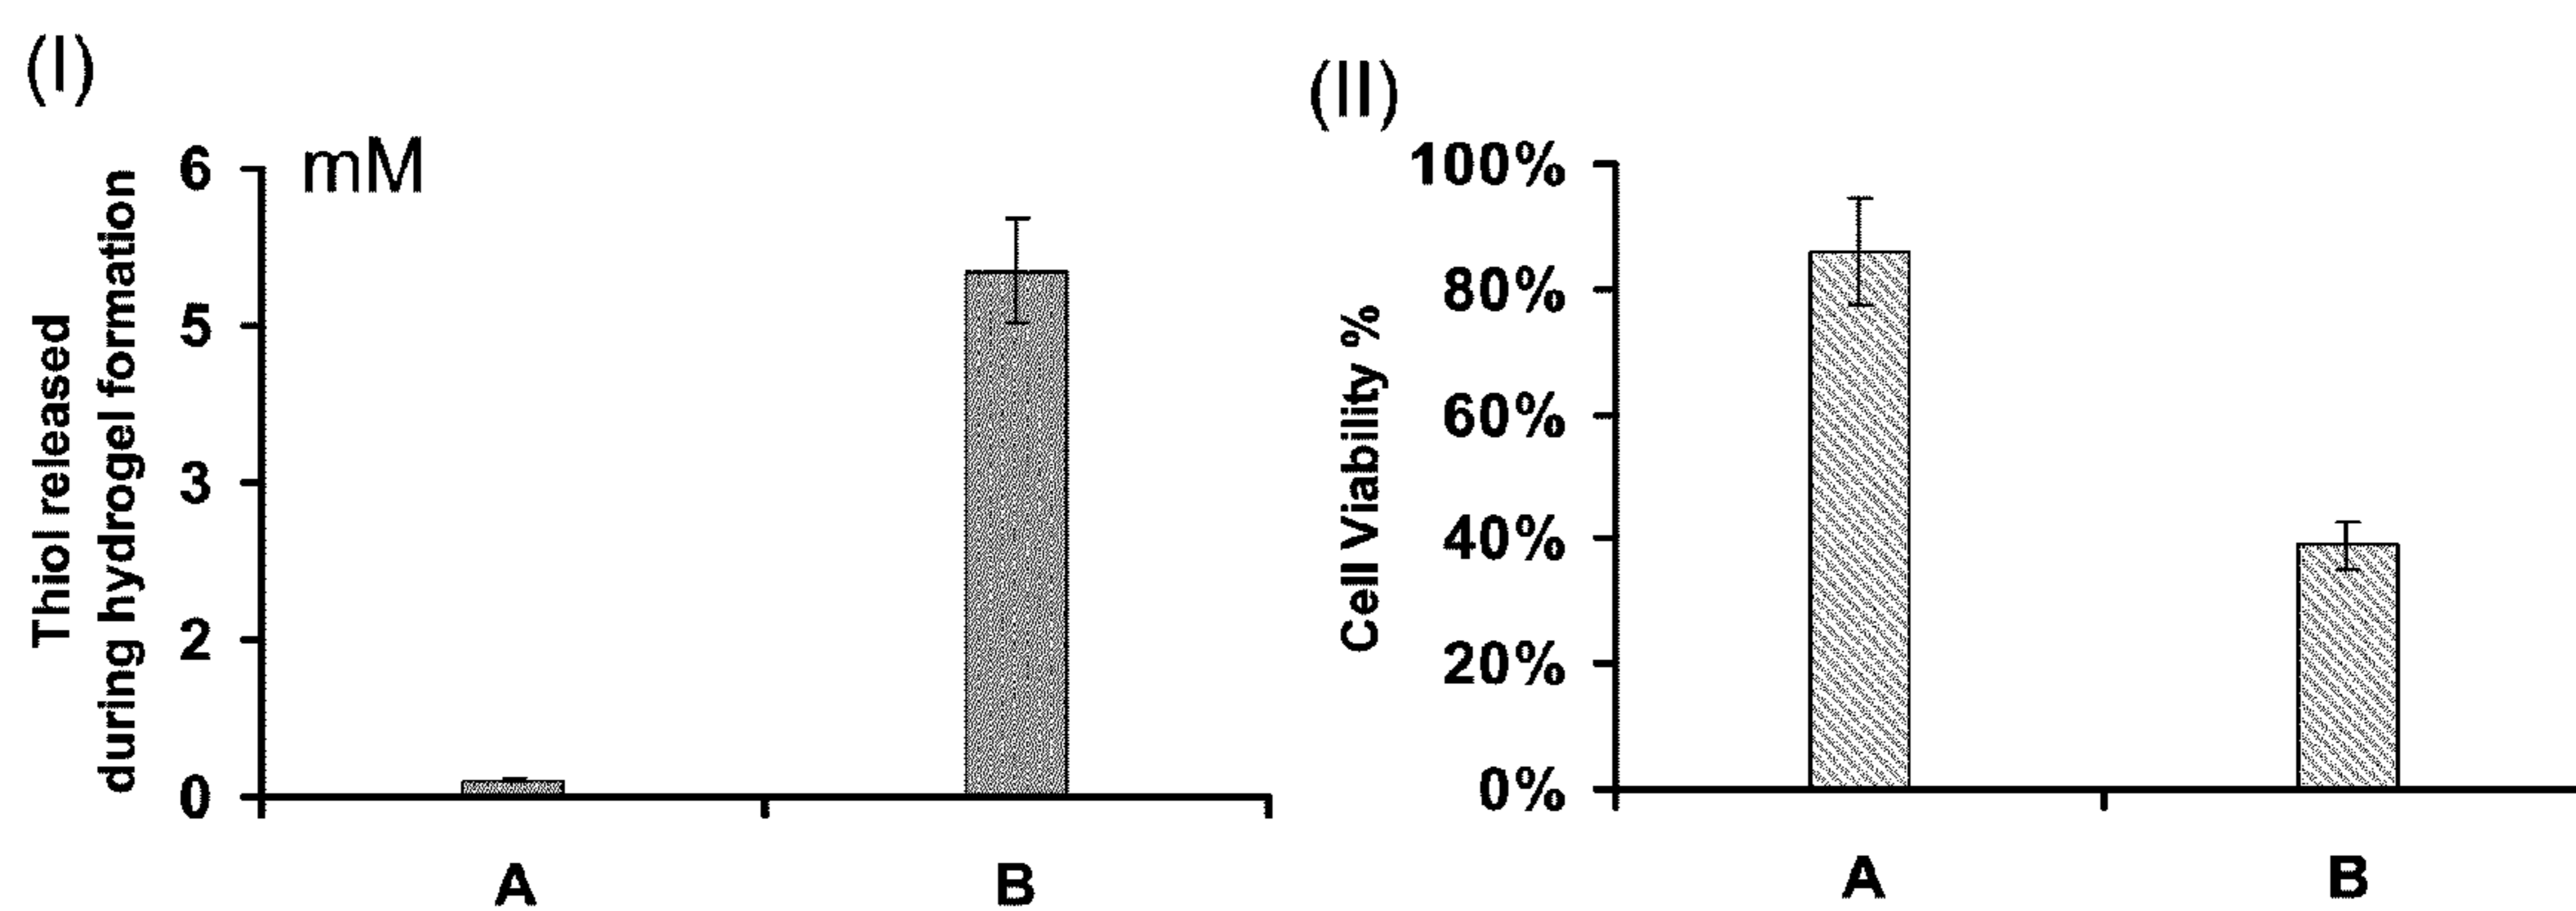 (I)
mM
Thiol released
during hydrogel formation
6
5
3
2
0
A
B
(II)
Cell Viability %
100%
80%
60%
40%
20%
0%
A
B